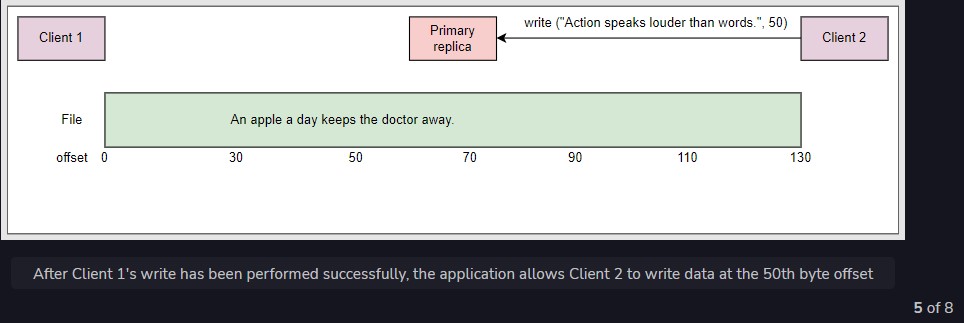 Client 1
Primary
replica
write ("Action speaks louder than words.", 50)
Client 2
File
An apple a day keeps the doctor away.
offset 0 30 50 70 90 110 130
After Client 1's write has been performed successfully, the application allows Client 2 to write data at the 50th byte offset
5 of 8